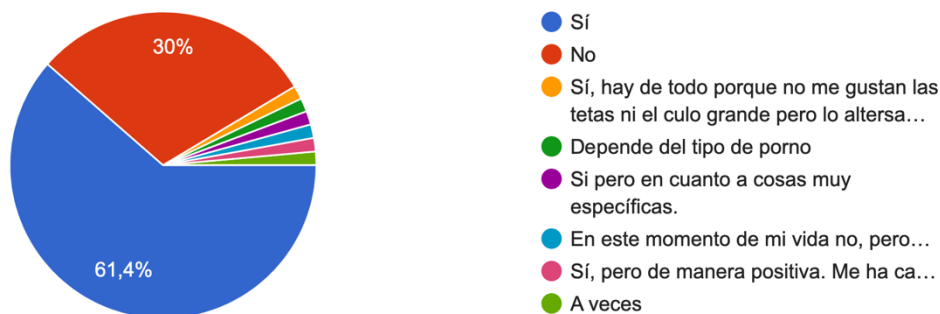 30%
61,4%
Sí
No
Sí, hay de todo porque no me gustan las
tetas ni el culo grande pero lo altersa…
Depende del tipo de porno
Si pero en cuanto a cosas muy
específicas.
En este momento de mi vida no, pero…
Sí, pero de manera positiva. Me ha ca…
A veces